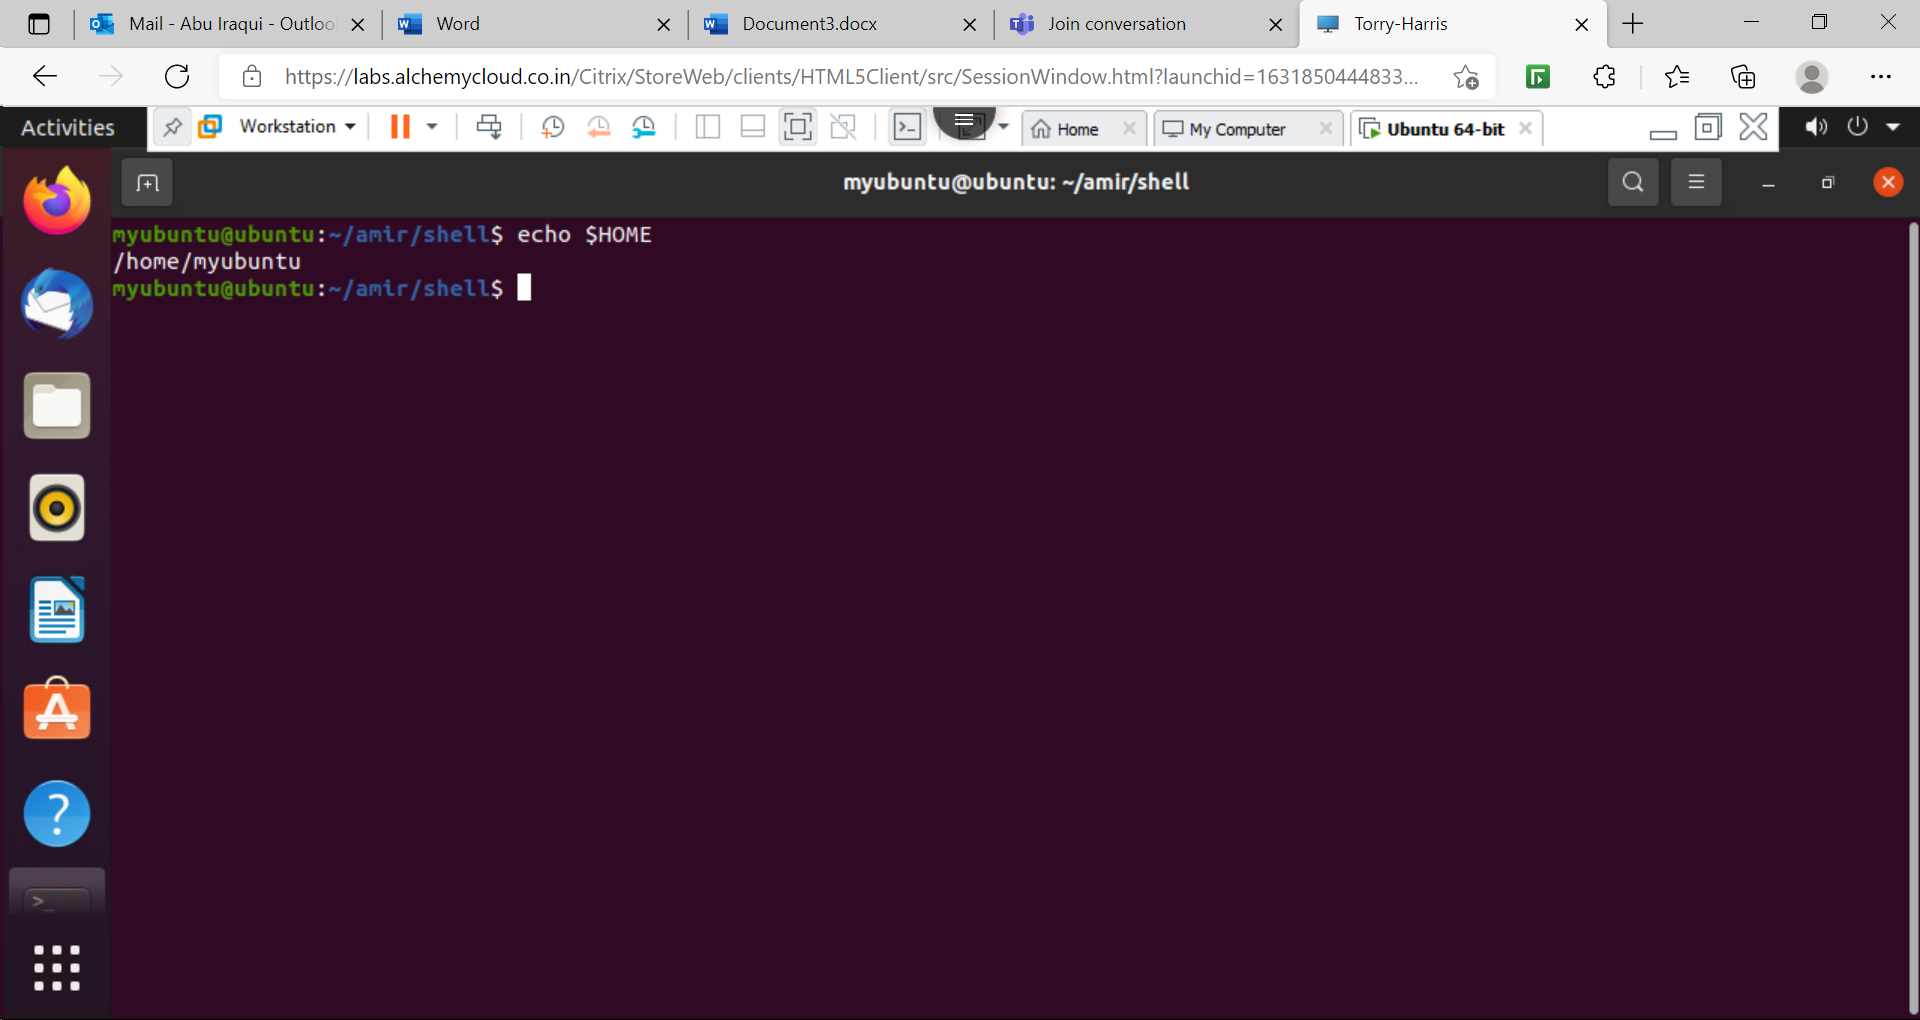 Mail - Abu Iraqui - Outloo
Word
Document3.docx
Join conversation
Torry-Harris
https://labs.alchemycloud.co.in/Citrix/StoreWeb/clients/HTML5Client/src/SessionWindow.html?launchid=1631850444833...
Activities
Workstation
Home
My Computer
Ubuntu 64-bit
myubuntu@ubuntu: ~/amir/shell
myubuntu@ubuntu:~/amir/shell$ echo $HOME
/home/myubuntu
myubuntu@ubuntu:~/amir/shell$